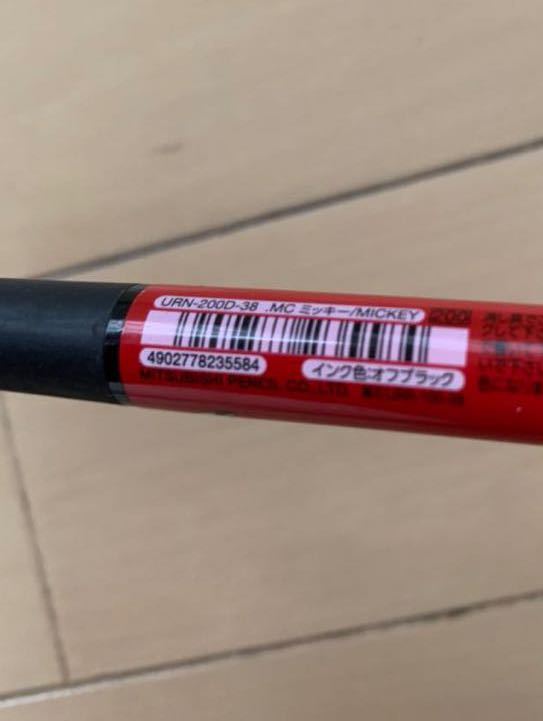 URN-200D-38 .MC ミッキー/MICKEY
4902778235584
インク色:オフブラック
MITSUBISHI PENCIL CO., LTD.